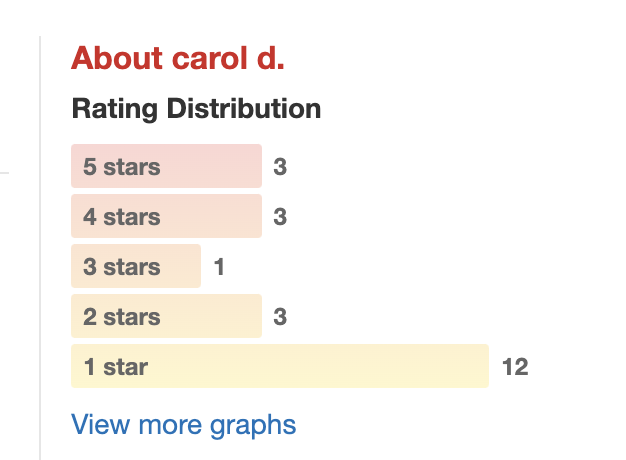 About carol d.
Rating Distribution
5 stars 3
4 stars 3
3 stars 1
2 stars 3
1 star 12
View more graphs